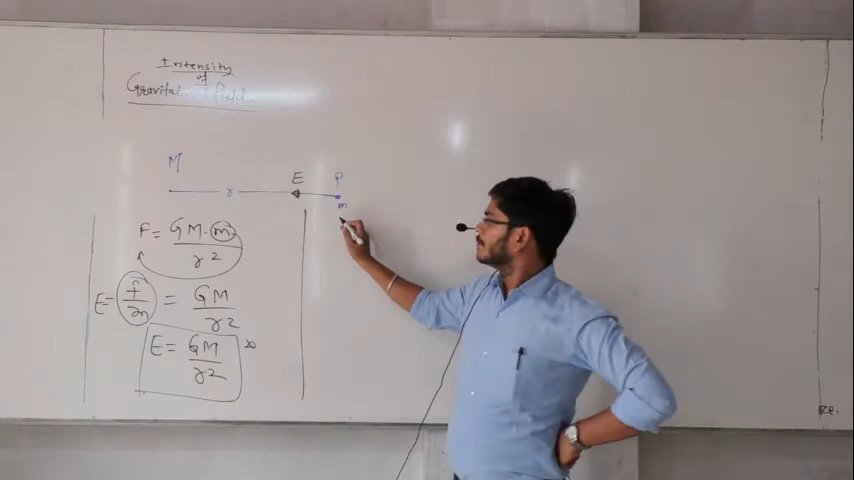 Intensity
of
Gravitational field
M
E P
r
m
F = GM·m / r²
E = F/m = GM / r²
E = GM / r²